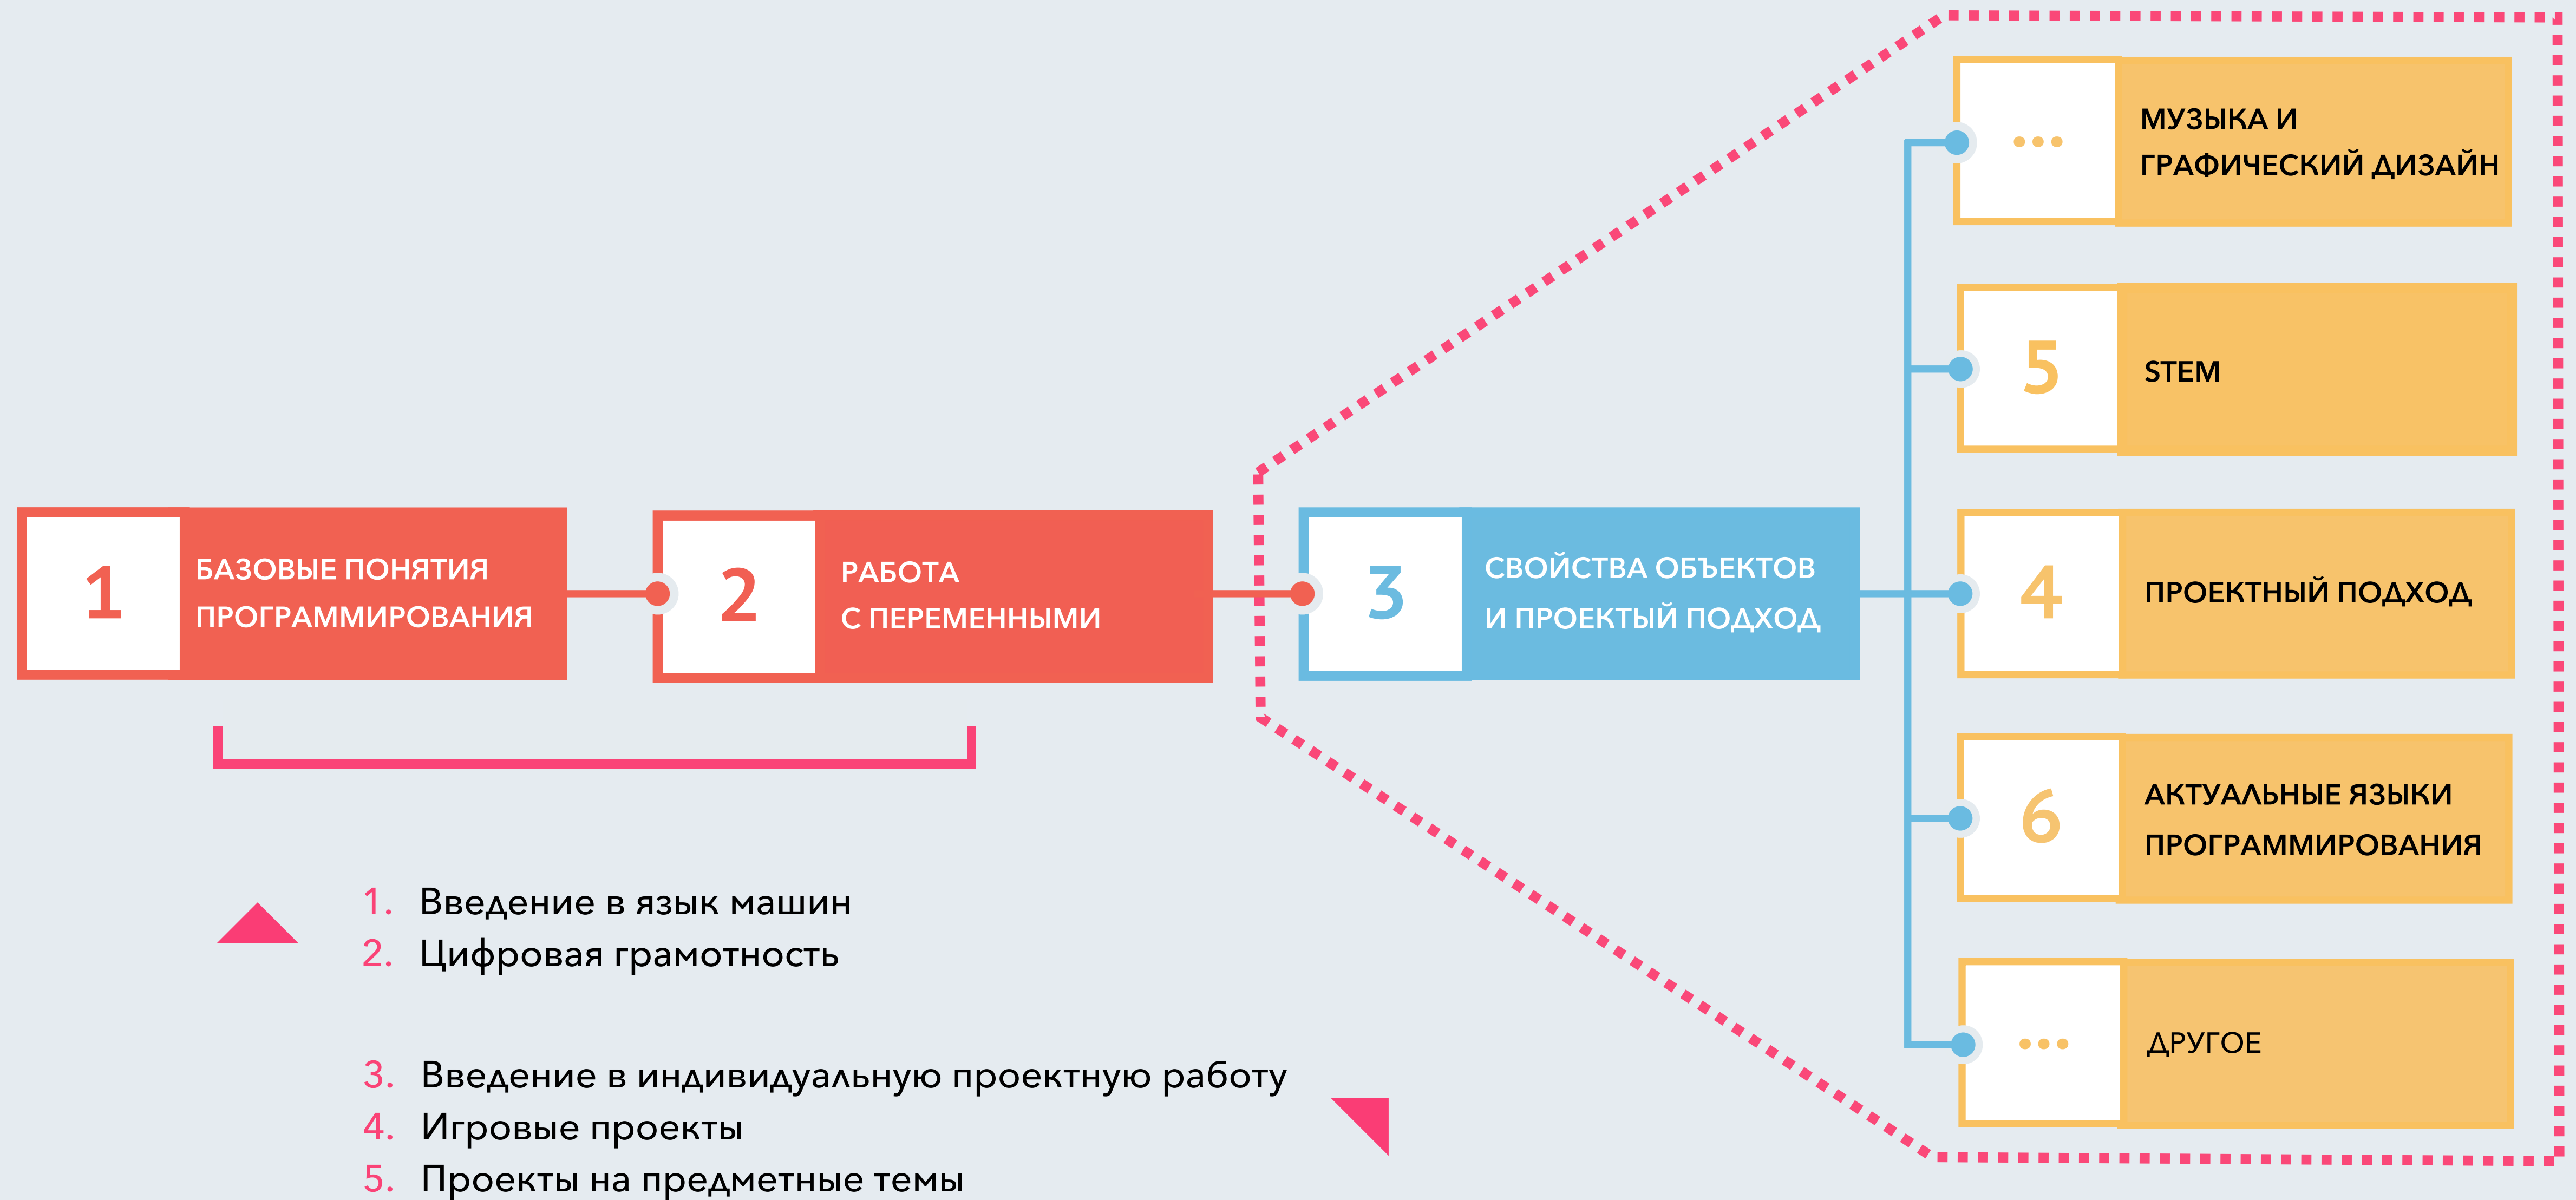 1
БАЗОВЫЕ ПОНЯТИЯ
ПРОГРАММИРОВАНИЯ
2
РАБОТА
С ПЕРЕМЕННЫМИ
3
СВОЙСТВА ОБЪЕКТОВ
И ПРОЕКТЫЙ ПОДХОД
...
МУЗЫКА И
ГРАФИЧЕСКИЙ ДИЗАЙН
5
STEM
4
ПРОЕКТНЫЙ ПОДХОД
6
АКТУАЛЬНЫЕ ЯЗЫКИ
ПРОГРАММИРОВАНИЯ
...
ДРУГОЕ
1. Введение в язык машин
2. Цифровая грамотность
3. Введение в индивидуальную проектную работу
4. Игровые проекты
5. Проекты на предметные темы